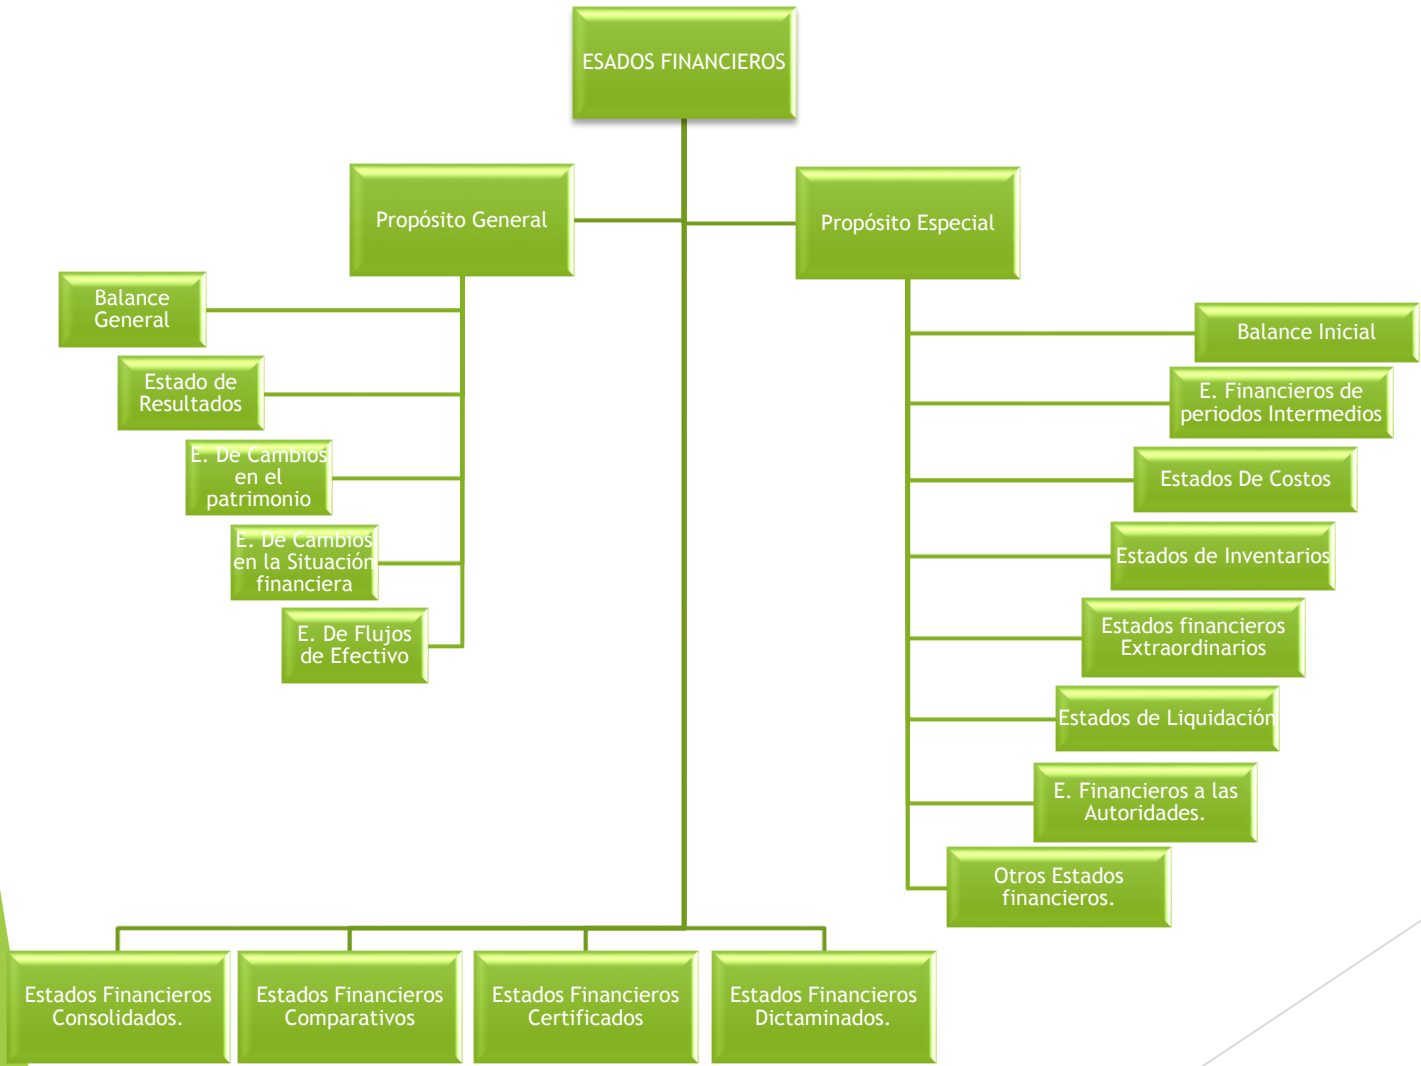 ESADOS FINANCIEROS
Propósito General
Propósito Especial
Balance
General
Estado de
Resultados
E. De Cambios
en el
patrimonio
E. De Cambios
en la Situación
financiera
E. De Flujos
de Efectivo
Balance Inicial
E. Financieros de
periodos Intermedios
Estados De Costos
Estados de Inventarios
Estados financieros
Extraordinarios
Estados de Liquidación
E. Financieros a las
Autoridades.
Otros Estados
financieros.
Estados Financieros
Consolidados.
Estados Financieros
Comparativos
Estados Financieros
Certificados
Estados Financieros
Dictaminados.